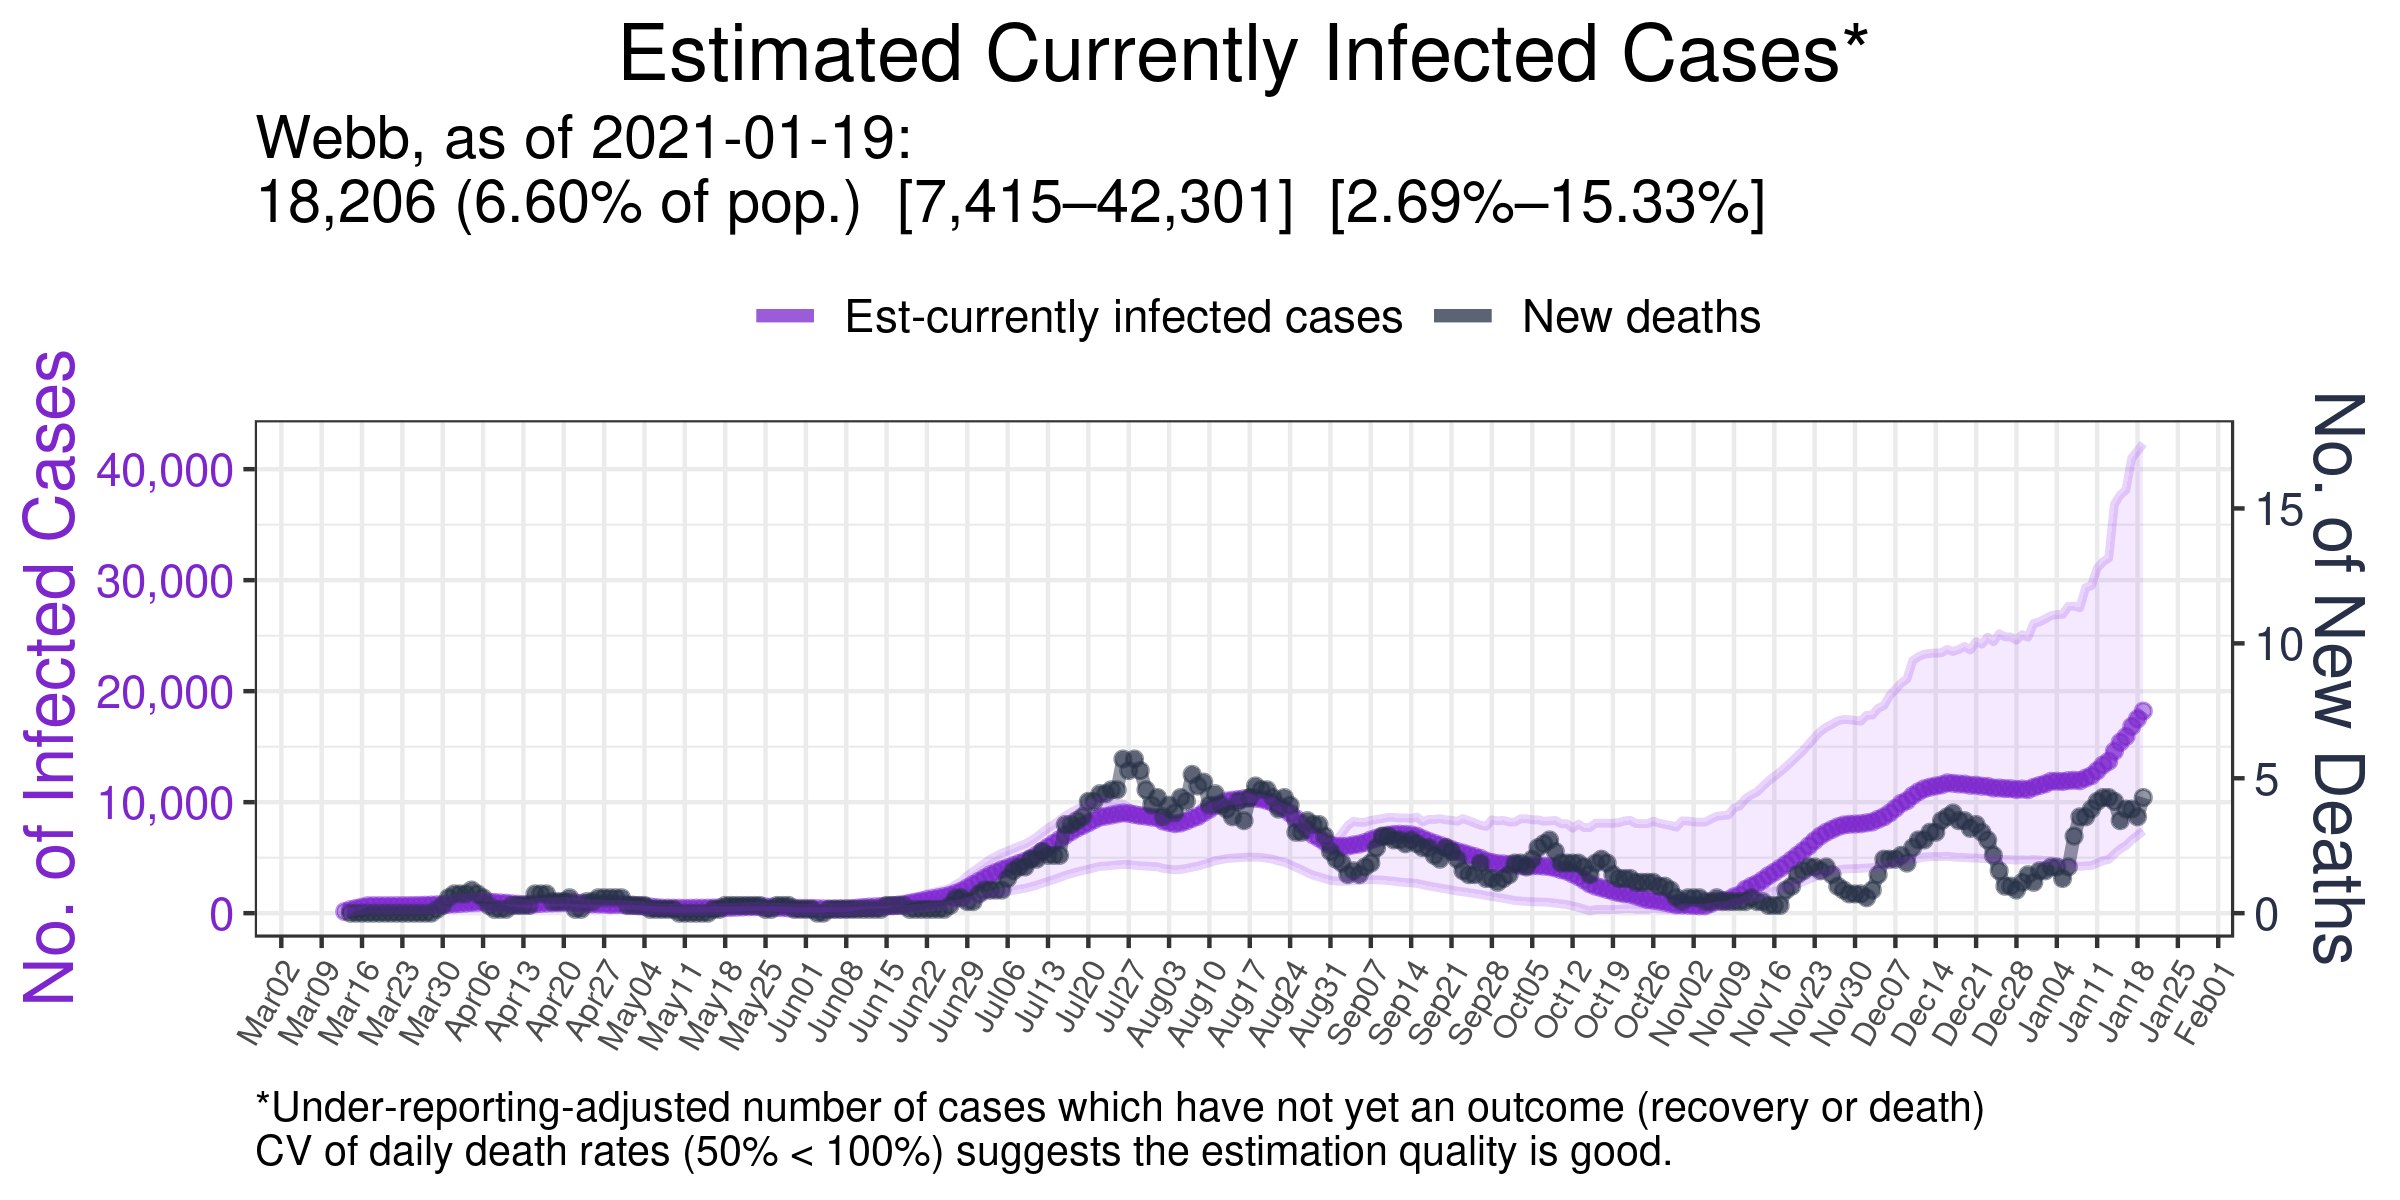 Estimated Currently Infected Cases*
Webb, as of 2021-01-19:
18,206 (6.60% of pop.) [7,415–42,301] [2.69%–15.33%]
Est-currently infected cases New deaths
No. of Infected Cases
40,000
30,000
20,000
10,000
0
15
10
5
0
No. of New Deaths
Mar02 Mar09 Mar16 Mar23 Mar30 Apr06 Apr13 Apr20 Apr27 May04 May11 May18 May25 Jun01 Jun08 Jun15 Jun22 Jun29 Jul06 Jul13 Jul20 Jul27 Aug03 Aug10 Aug17 Aug24 Aug31 Sep07 Sep14 Sep21 Sep28 Oct05 Oct12 Oct19 Oct26 Nov02 Nov09 Nov16 Nov23 Nov30 Dec07 Dec14 Dec21 Dec28 Jan04 Jan11 Jan18 Jan25 Feb01
*Under-reporting-adjusted number of cases which have not yet an outcome (recovery or death)
CV of daily death rates (50% < 100%) suggests the estimation quality is good.